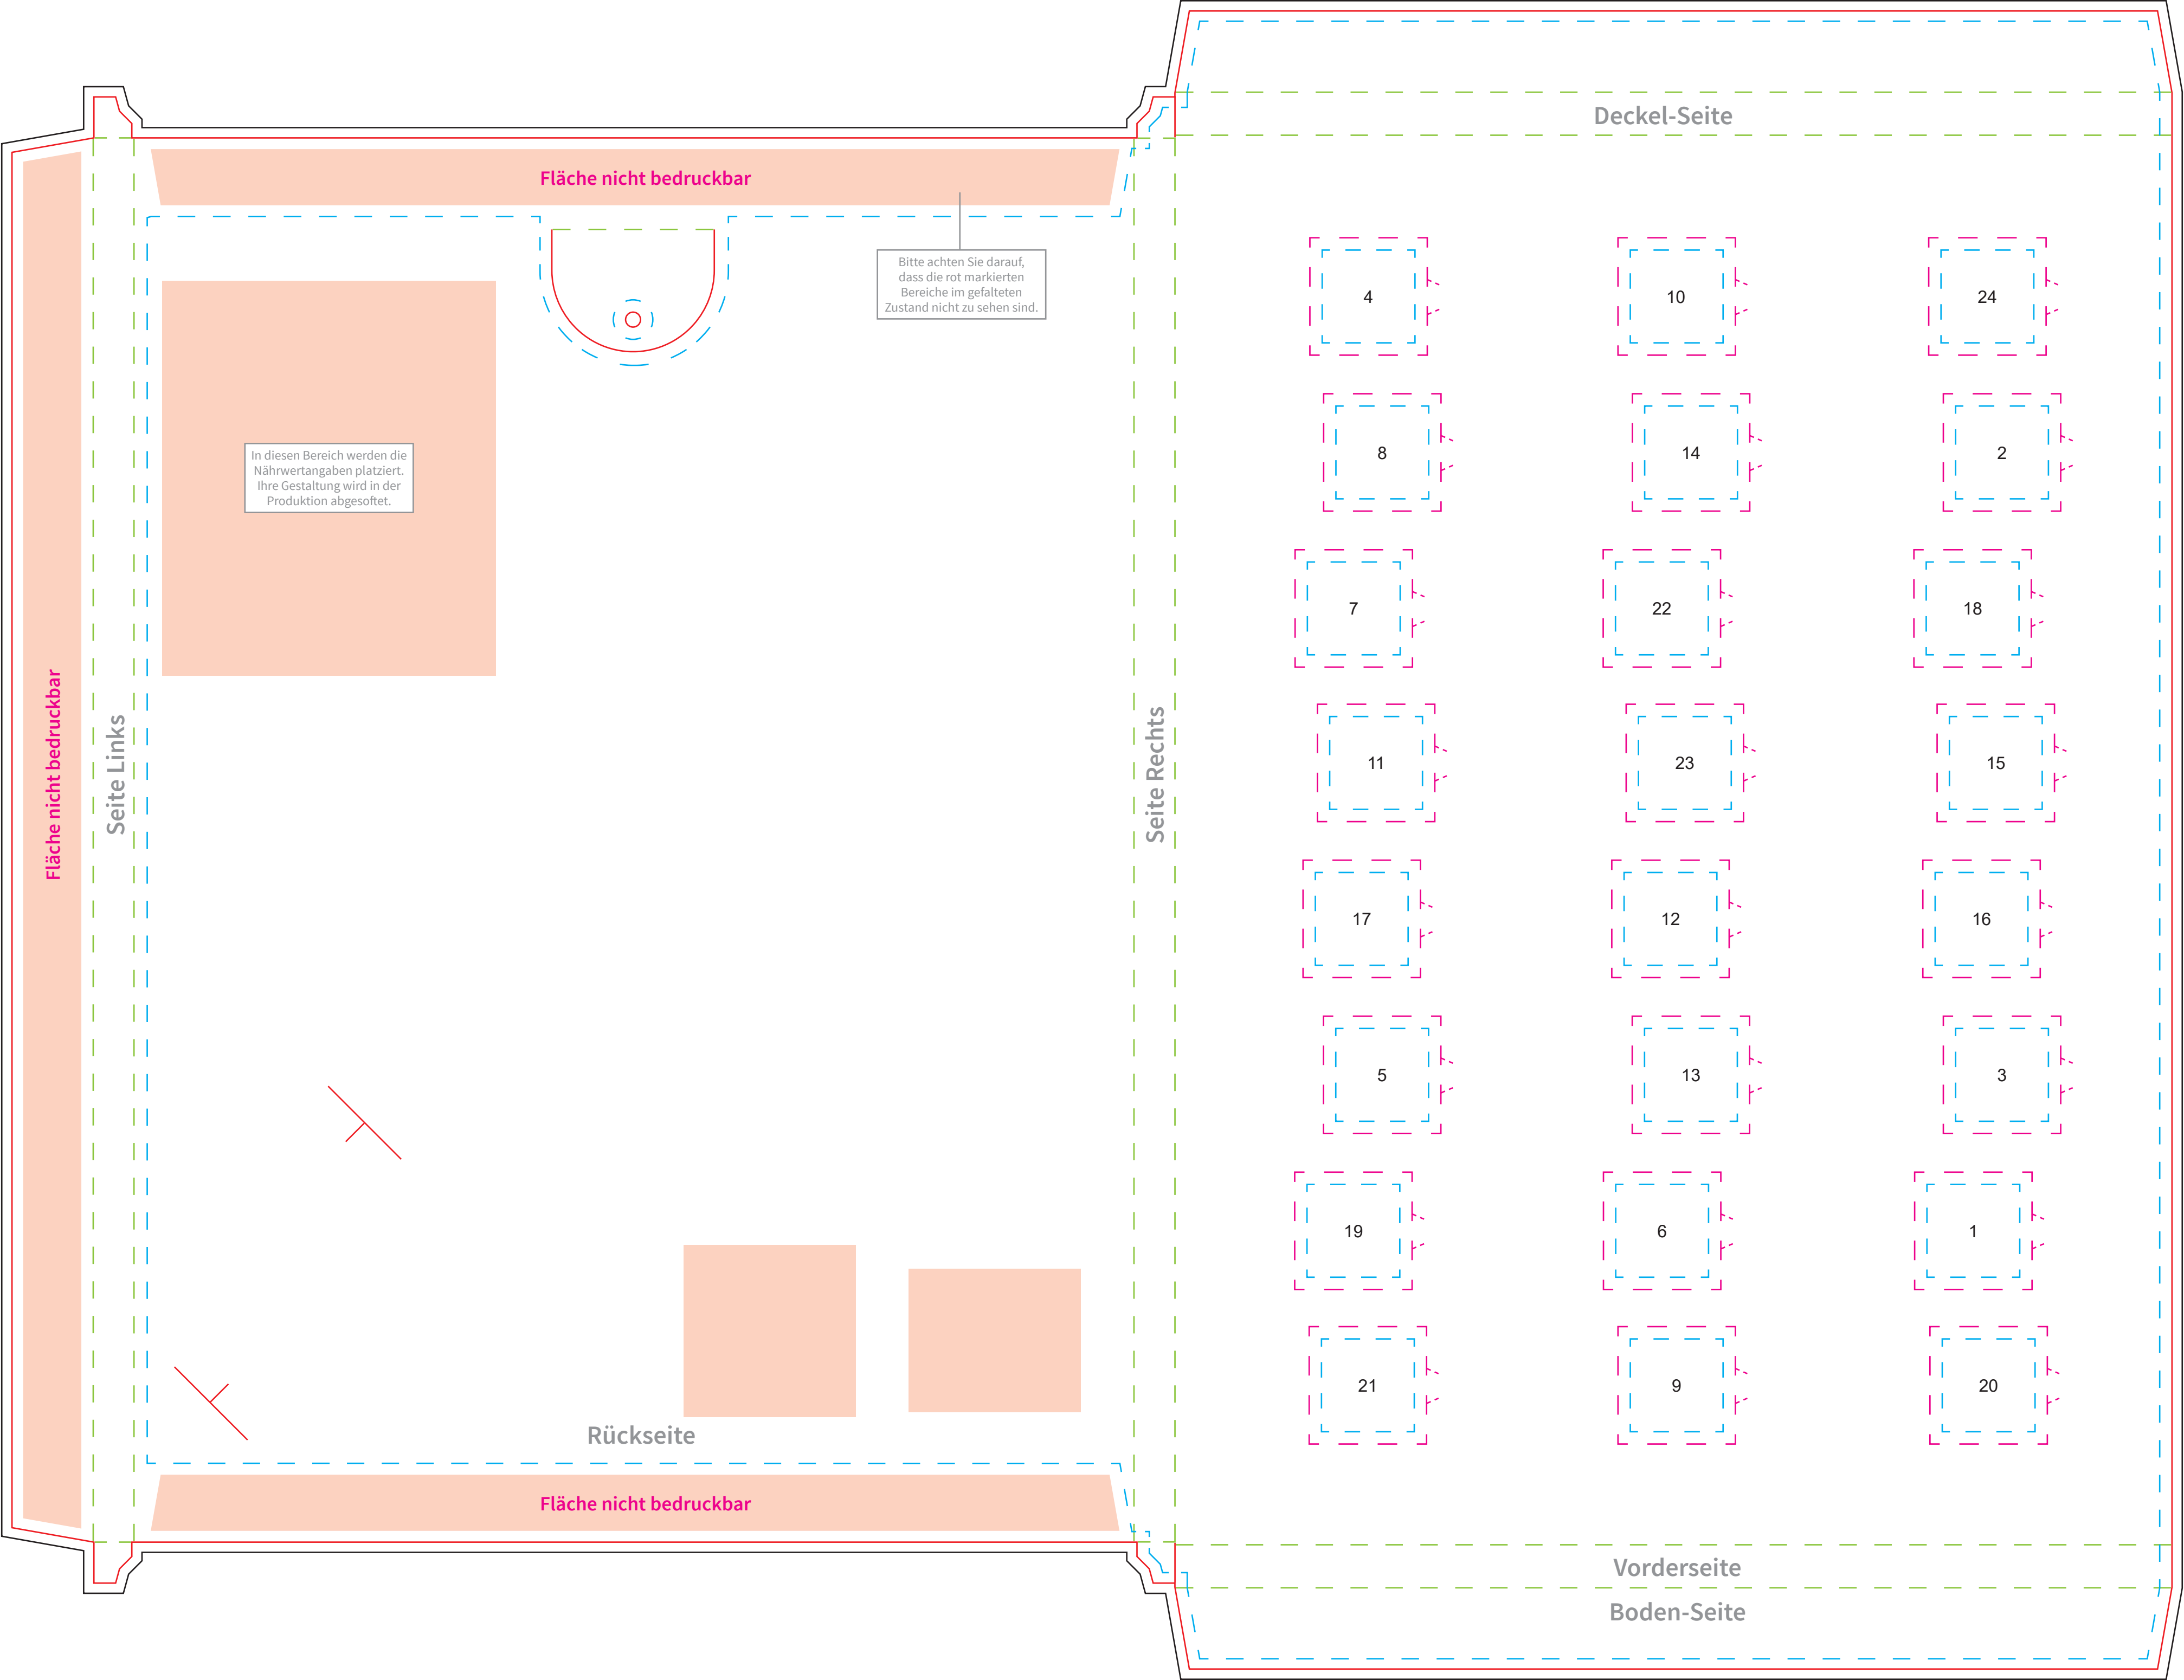 Deckel-Seite
Fläche nicht bedruckbar
Bitte achten Sie darauf,
dass die rot markierten
Bereiche im gefalteten
Zustand nicht zu sehen sind.
In diesen Bereich werden die
Nährwertangaben platziert.
Ihre Gestaltung wird in der
Produktion abgesoftet.
Fläche nicht bedruckbar
Seite Links
Seite Rechts
Rückseite
Fläche nicht bedruckbar
4 10 24
8 14 2
7 22 18
11 23 15
17 12 16
5 13 3
19 6 1
21 9 20
Vorderseite
Boden-Seite